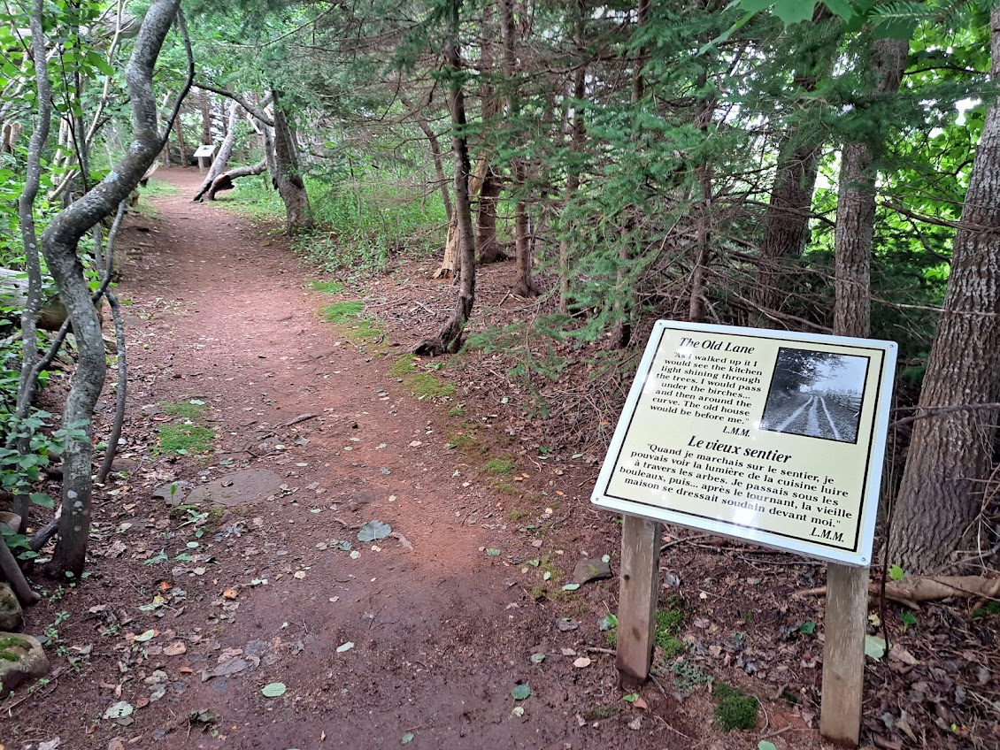 The Old Lane
"As I walked up it I
would see the kitchen
light shining through
the trees. I would pass
under the birches...
and then around the
curve. The old house
would be before me."
L.M.M.
Le vieux sentier
"Quand je marchais sur le sentier, je
pouvais voir la lumière de la cuisine luire
à travers les arbes. Je passais sous les
bouleaux, puis... après le tournant, la vieille
maison se dressait soudain devant moi."
L.M.M.